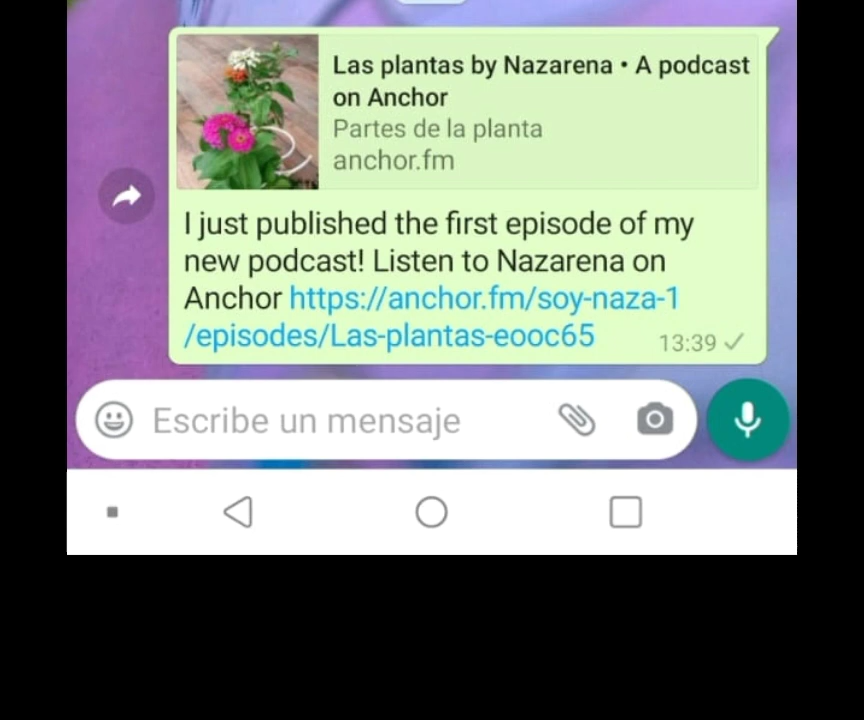 Las plantas by Nazarena • A podcast
on Anchor
Partes de la planta
anchor.fm
I just published the first episode of my
new podcast! Listen to Nazarena on
Anchor https://anchor.fm/soy-naza-1
/episodes/Las-plantas-eooc65
13:39
Escribe un mensaje